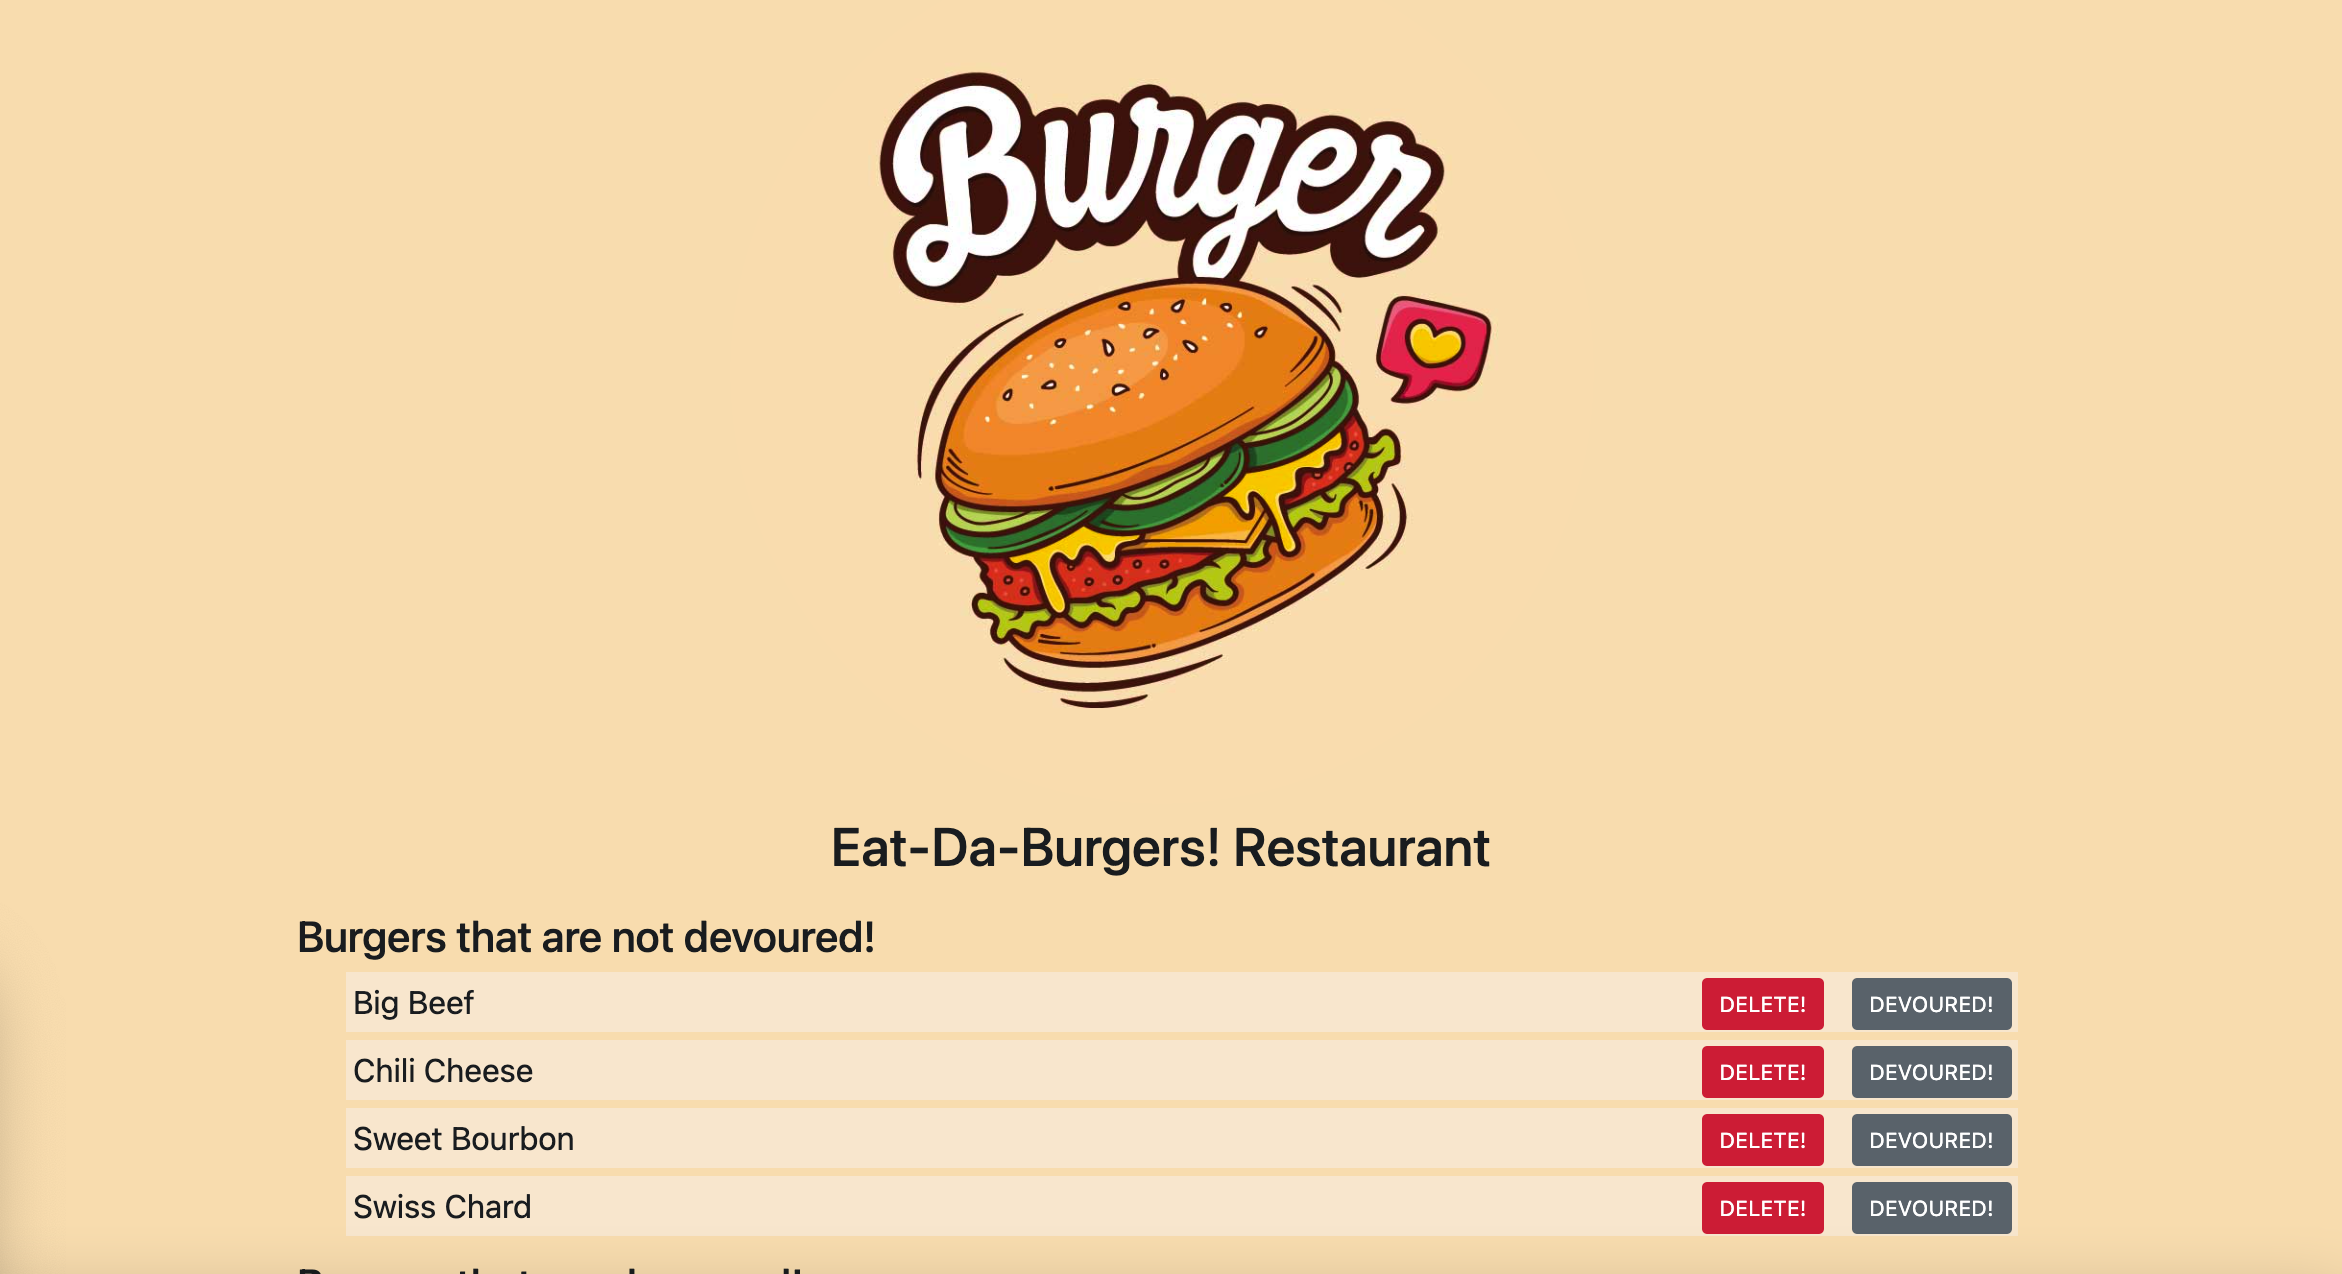 Burger
Eat-Da-Burgers! Restaurant
Burgers that are not devoured!
Big Beef DELETE! DEVOURED!
Chili Cheese DELETE! DEVOURED!
Sweet Bourbon DELETE! DEVOURED!
Swiss Chard DELETE! DEVOURED!